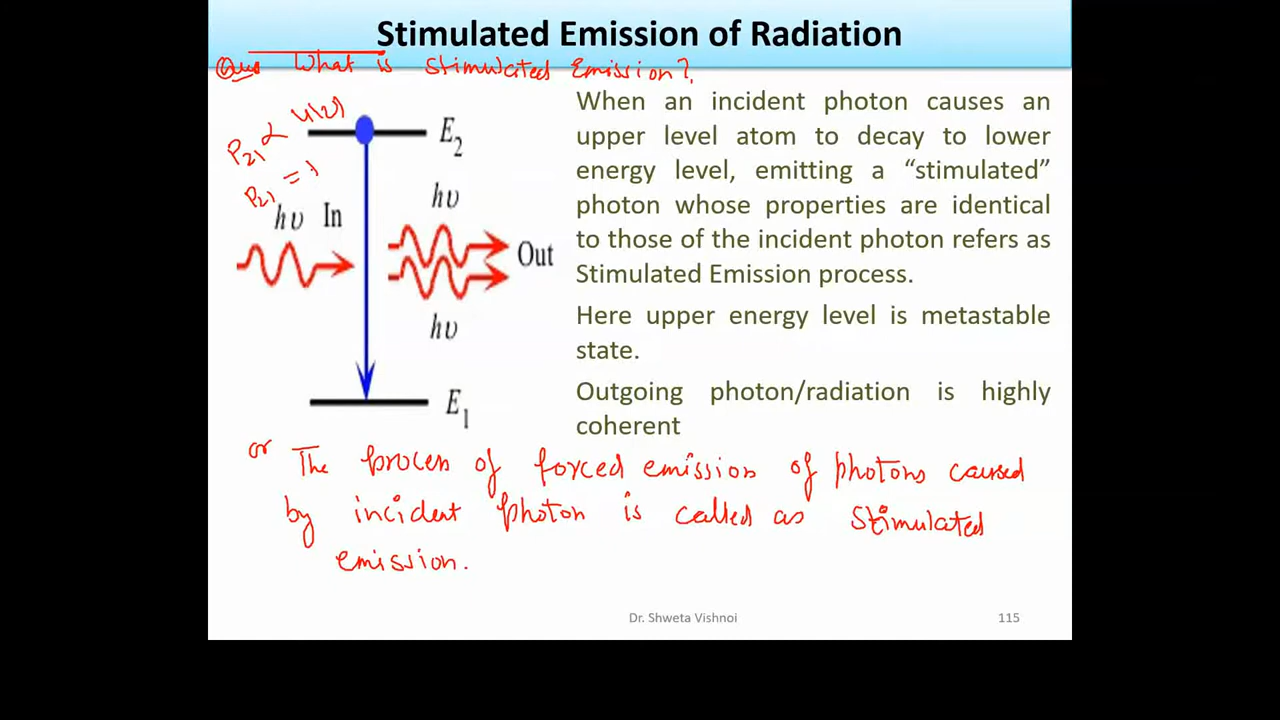 Stimulated Emission of Radiation
Ques What is Stimulated Emission?
When an incident photon causes an
upper level atom to decay to lower
energy level, emitting a “stimulated”
photon whose properties are identical
to those of the incident photon refers as
Stimulated Emission process.
Here upper energy level is metastable
state.
Outgoing photon/radiation is highly
coherent
P21 ∝ u(ν)
P21 =
E2
hυ In
hυ
Out
hυ
E1
or The process of forced emission of photons caused
by incident photon is called as Stimulated
emission.
Dr. Shweta Vishnoi
115